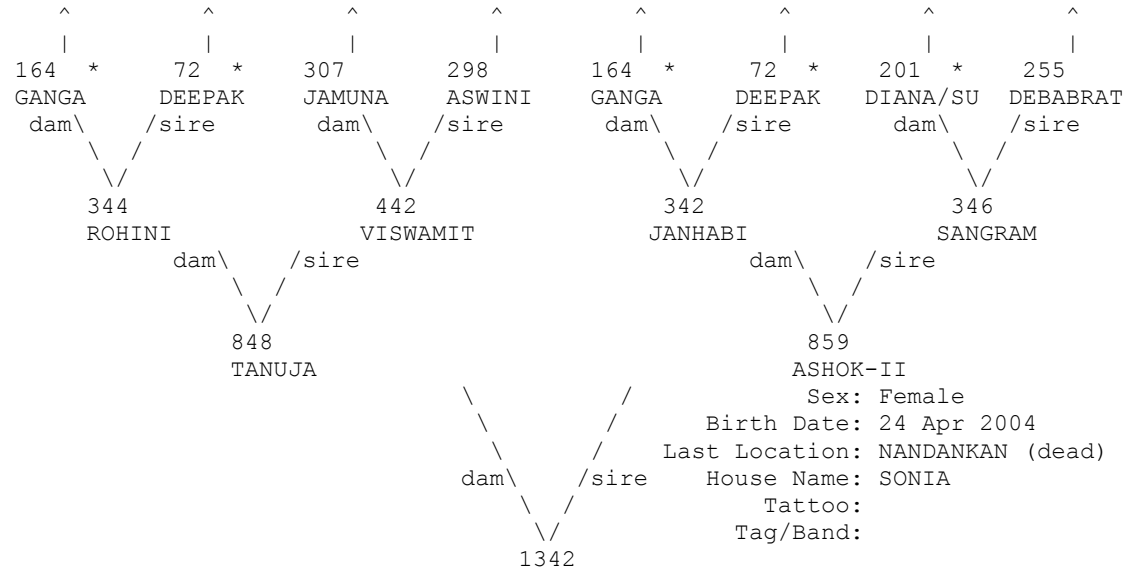 ^ ^ ^ ^ ^ ^ ^ ^
| | | | | | | |
164 * 72 * 307 298 164 * 72 * 201 * 255
GANGA DEEPAK JAMUNA ASWINI GANGA DEEPAK DIANA/SU DEBABRAT
dam\ /sire dam\ /sire dam\ /sire dam\ /sire
\ / \ / \ / \ /
\/ \/ \/ \/
344 442 342 346
ROHINI VISWAMIT JANHABI SANGRAM
dam\ /sire dam\ /sire
\ / \ /
\/ \/
848 859
TANUJA ASHOK-II
\ / Sex: Female
\ / Birth Date: 24 Apr 2004
\ / Last Location: NANDANKAN (dead)
dam\ /sire House Name: SONIA
\ / Tattoo:
\/ Tag/Band:
1342